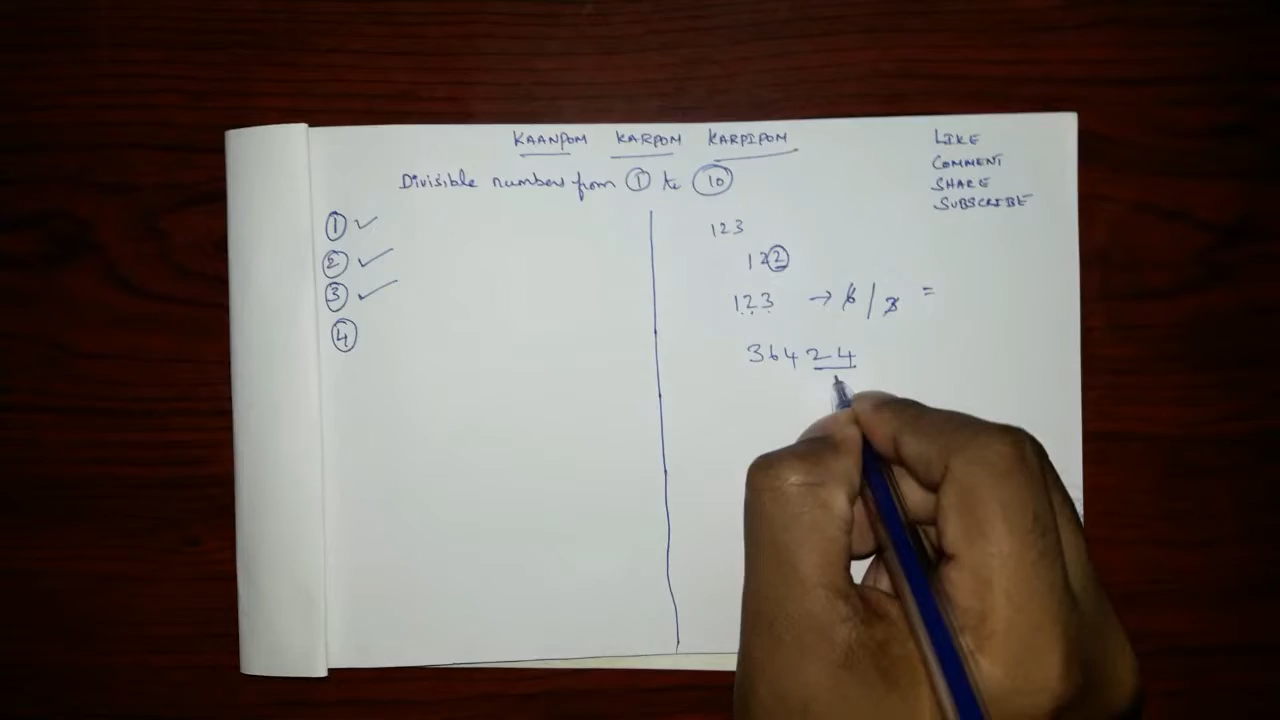 KAANPOM KARPOM KARPIPOM
Divisible numbers from 1 to 10
LIKE
COMMENT
SHARE
SUBSCRIBE
1 ✓
2 ✓
3 ✓
4
123
122
123 → 6 / 3 =
36424